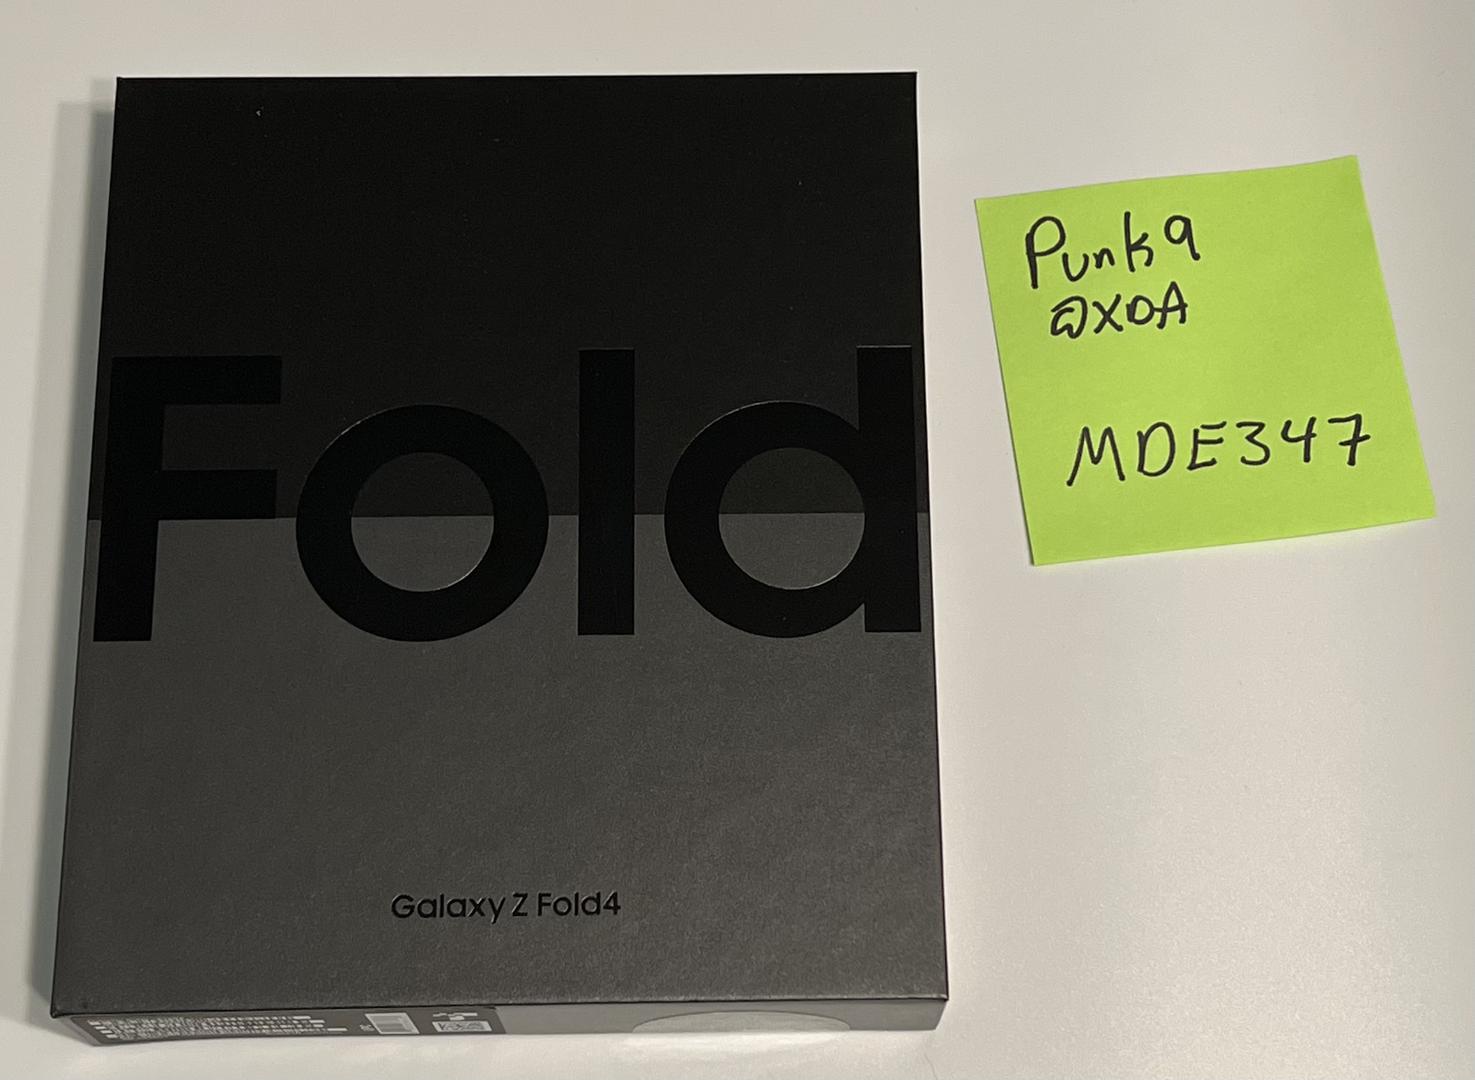 Fold
Galaxy Z Fold4
Punk9
@XDA
MDE347